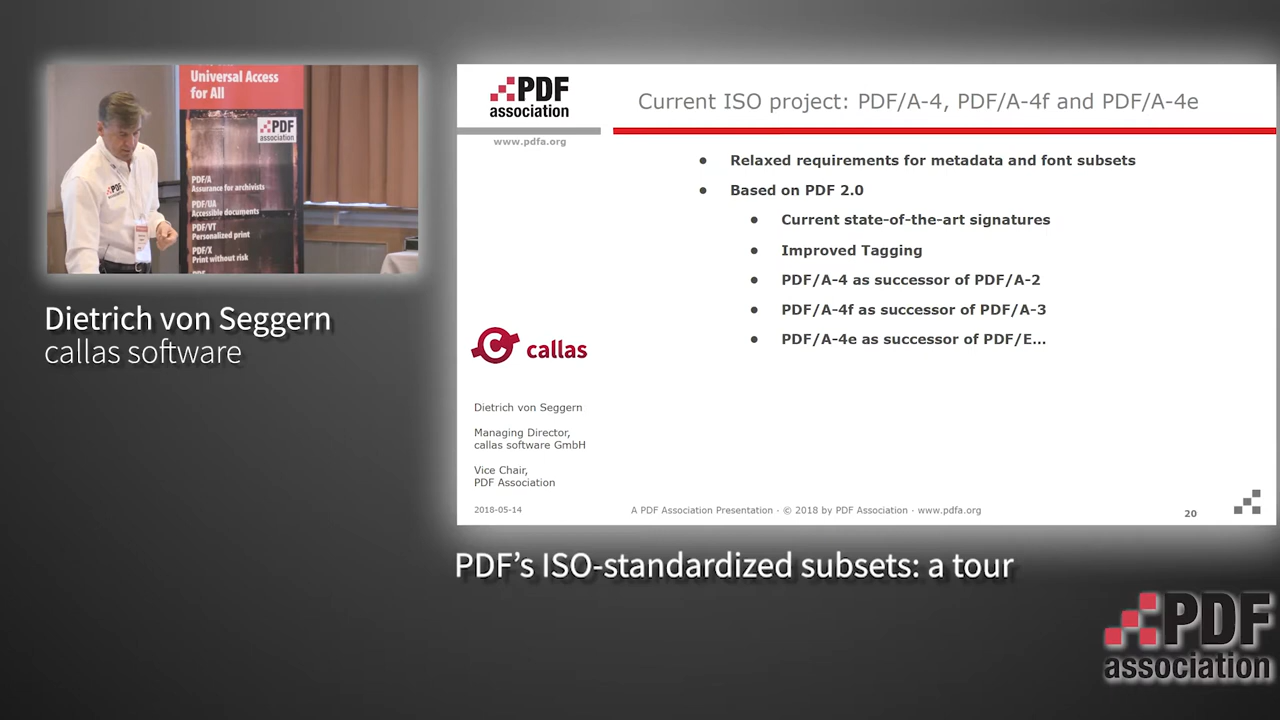 Universal Access
for All
PDF
association
PDF/A
Assurance for archivists
PDF/UA
Accessible documents
PDF/VT
Personalized print
PDF/X
Print without risk
PDF
Dietrich von Seggern
callas software
PDF
association
www.pdfa.org
Current ISO project: PDF/A-4, PDF/A-4f and PDF/A-4e
● Relaxed requirements for metadata and font subsets
● Based on PDF 2.0
● Current state-of-the-art signatures
● Improved Tagging
● PDF/A-4 as successor of PDF/A-2
● PDF/A-4f as successor of PDF/A-3
● PDF/A-4e as successor of PDF/E...
callas
Dietrich von Seggern
Managing Director,
callas software GmbH
Vice Chair,
PDF Association
2018-05-14
A PDF Association Presentation · © 2018 by PDF Association · www.pdfa.org
20
PDF’s ISO-standardized subsets: a tour
PDF
association